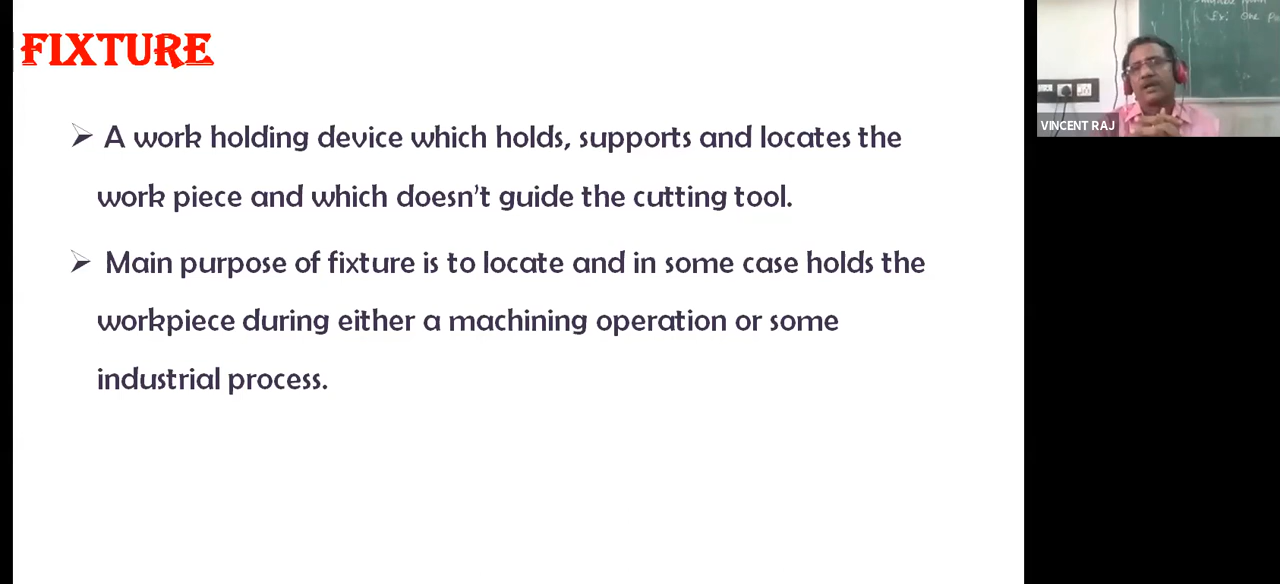 FIXTURE
➢ A work holding device which holds, supports and locates the
work piece and which doesn't guide the cutting tool.
➢ Main purpose of fixture is to locate and in some case holds the
workpiece during either a machining operation or some
industrial process.
Ex: One
VINCENT RAJ